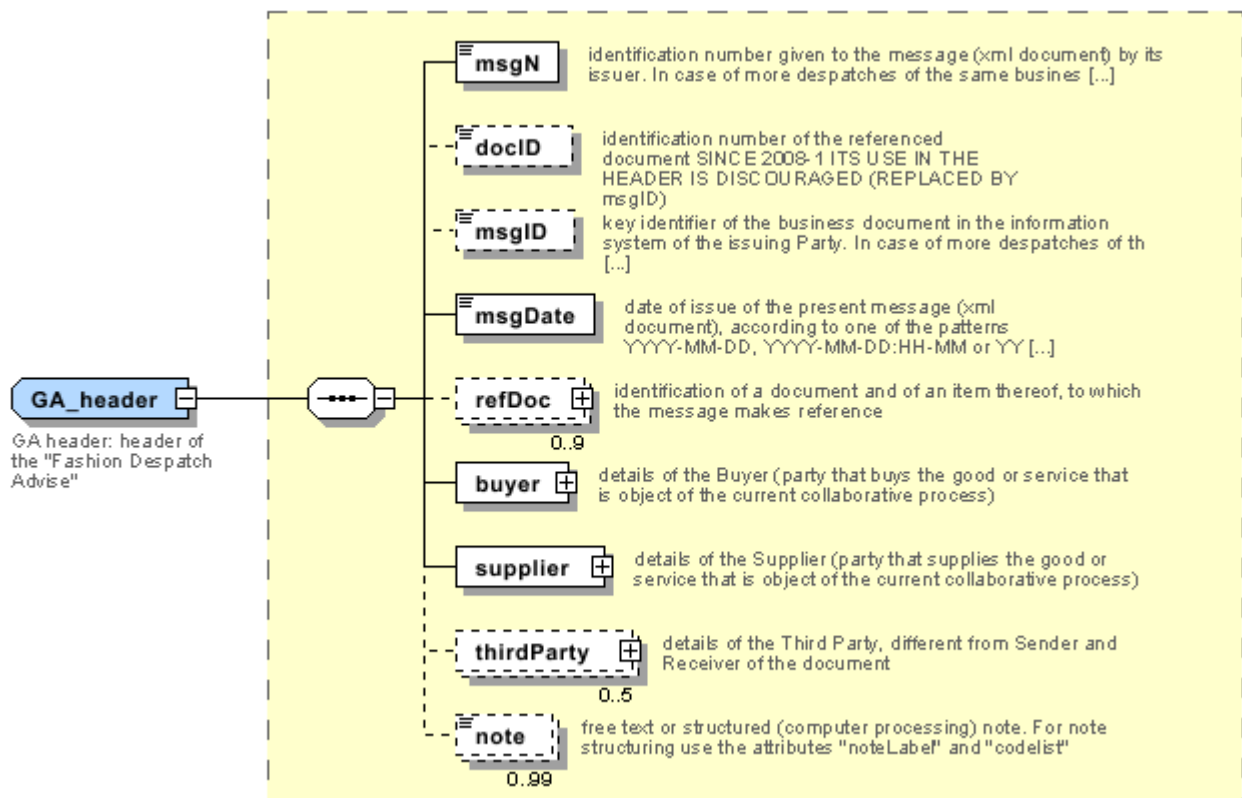 msgN
identification number given to the message (xml document) by its
issuer. In case of more despatches of the same busines [...]
docID
identification number of the referenced
document SINCE 2008-1 ITS USE IN THE
HEADER IS DISCOURAGED (REPLACED BY
msgID)
msgID
key identifier of the business document in the information
system of the issuing Party. In case of more despatches of th
[...]
msgDate
date of issue of the present message (xml
document), according to one of the patterns
YYYY-MM-DD, YYYY-MM-DD:HH-MM or YY [...]
GA_header
GA header: header of
the "Fashion Despatch
Advise"
refDoc
0..9
identification of a document and of an item thereof, to which
the message makes reference
buyer
details of the Buyer (party that buys the good or service that
is object of the current collaborative process)
supplier
details of the Supplier (party that supplies the good or
service that is object of the current collaborative process)
thirdParty
0..5
details of the Third Party, different from Sender and
Receiver of the document
note
0..99
free text or structured (computer processing) note. For note
structuring use the attributes "noteLabel" and "codelist"